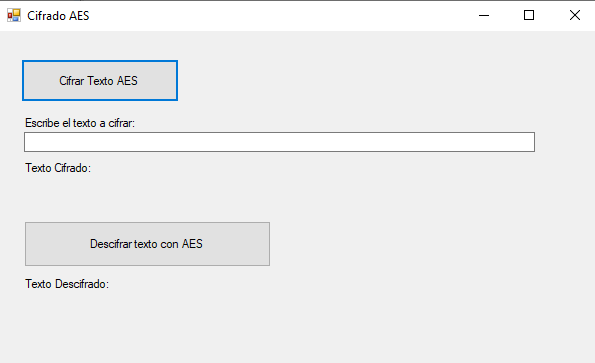 Cifrado AES
Cifrar Texto AES
Escribe el texto a cifrar:
Texto Cifrado:
Descifrar texto con AES
Texto Descifrado: